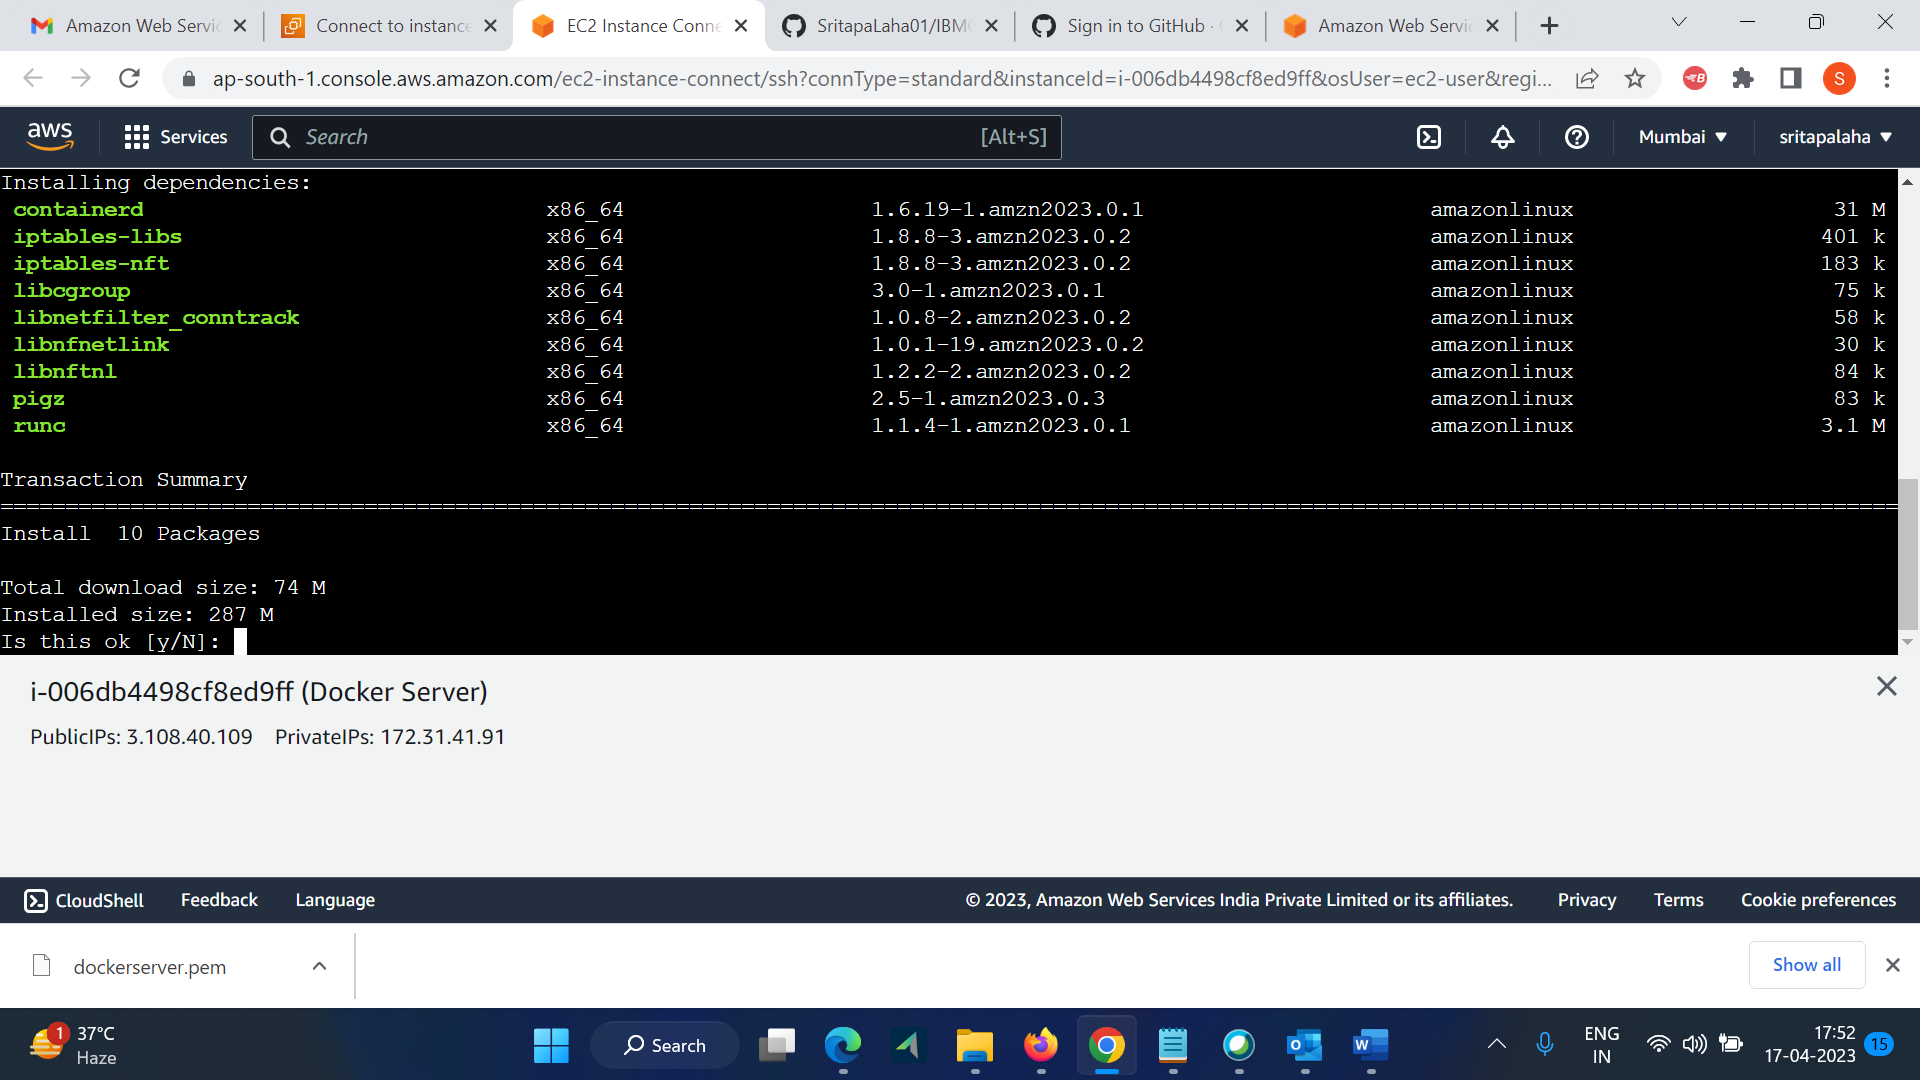 Amazon Web Servic
Connect to instance
EC2 Instance Conne
SritapaLaha01/IBM
Sign in to GitHub ·
Amazon Web Servic
ap-south-1.console.aws.amazon.com/ec2-instance-connect/ssh?connType=standard&instanceId=i-006db4498cf8ed9ff&osUser=ec2-user&regi...
B
S
aws
Services
Search
[Alt+S]
Mumbai
sritapalaha
Installing dependencies:
containerd x86_64 1.6.19-1.amzn2023.0.1 amazonlinux 31 M
iptables-libs x86_64 1.8.8-3.amzn2023.0.2 amazonlinux 401 k
iptables-nft x86_64 1.8.8-3.amzn2023.0.2 amazonlinux 183 k
libcgroup x86_64 3.0-1.amzn2023.0.1 amazonlinux 75 k
libnetfilter_conntrack x86_64 1.0.8-2.amzn2023.0.2 amazonlinux 58 k
libnfnetlink x86_64 1.0.1-19.amzn2023.0.2 amazonlinux 30 k
libnftnl x86_64 1.2.2-2.amzn2023.0.2 amazonlinux 84 k
pigz x86_64 2.5-1.amzn2023.0.3 amazonlinux 83 k
runc x86_64 1.1.4-1.amzn2023.0.1 amazonlinux 3.1 M
Transaction Summary
Install 10 Packages
Total download size: 74 M
Installed size: 287 M
Is this ok [y/N]:
i-006db4498cf8ed9ff (Docker Server)
PublicIPs: 3.108.40.109 PrivateIPs: 172.31.41.91
CloudShell
Feedback
Language
© 2023, Amazon Web Services India Private Limited or its affiliates.
Privacy
Terms
Cookie preferences
dockerserver.pem
Show all
1
37°C
Haze
Search
ENG
IN
17:52
17-04-2023
15